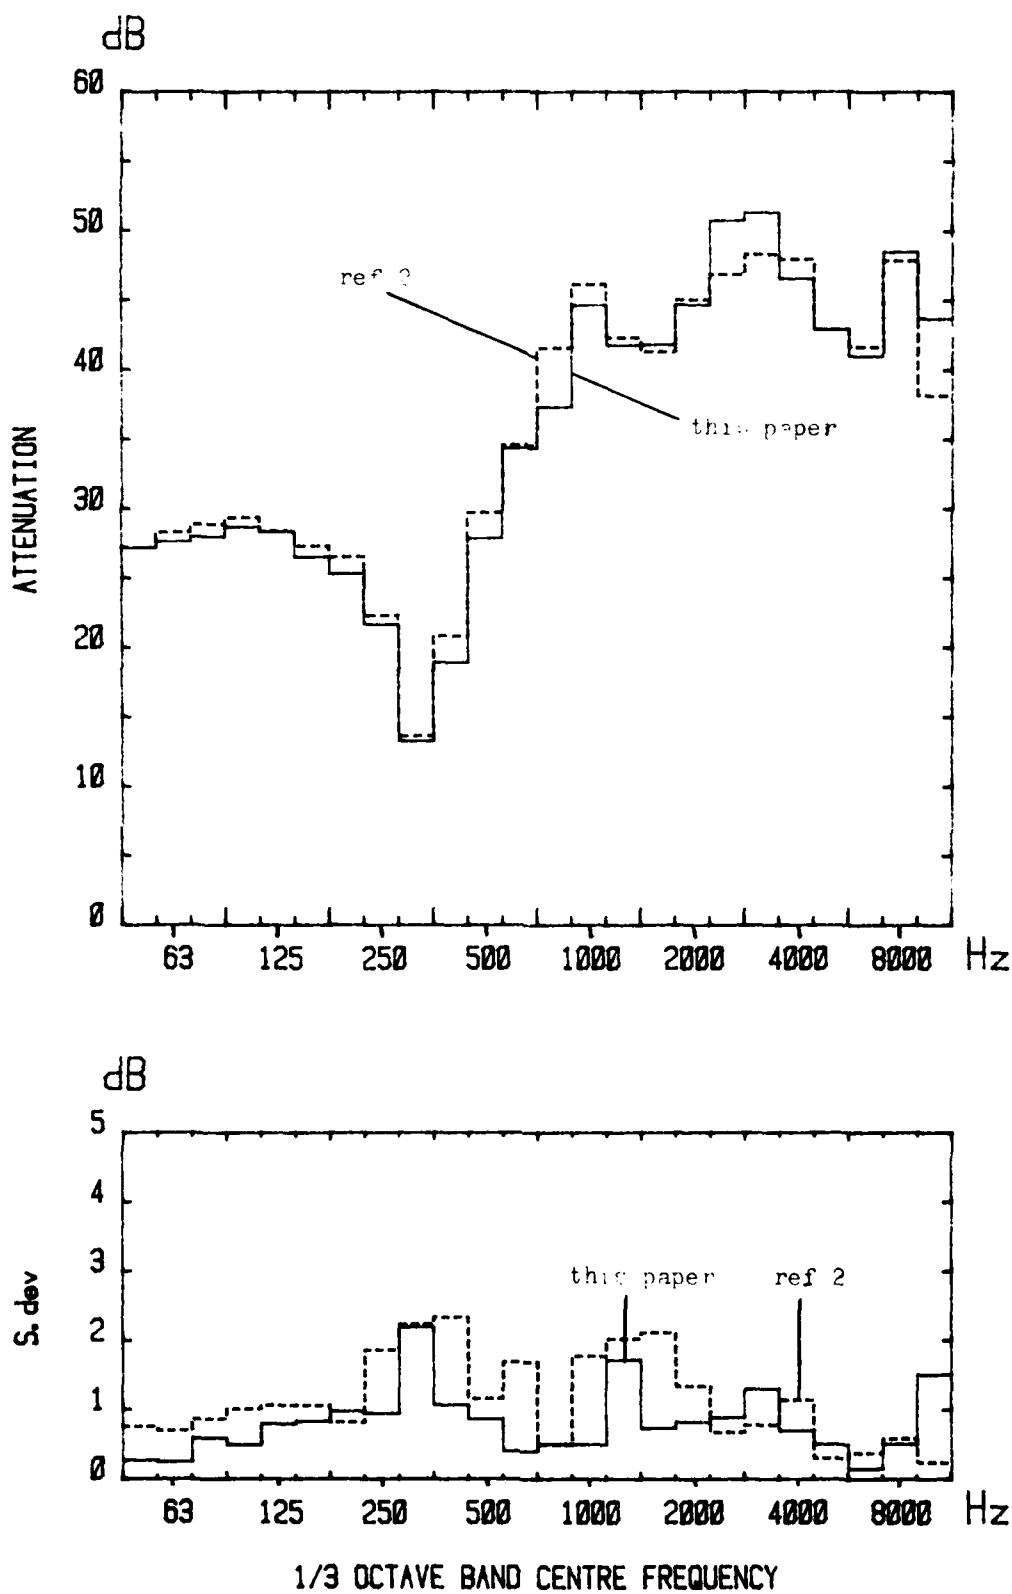 dB
60
50
ref 2
40
this paper
ATTENUATION
30
20
10
0
63 125 250 500 1000 2000 4000 8000 Hz
dB
5
4
3
this paper ref 2
S.dev
2
1
0
63 125 250 500 1000 2000 4000 8000 Hz
1/3 OCTAVE BAND CENTRE FREQUENCY